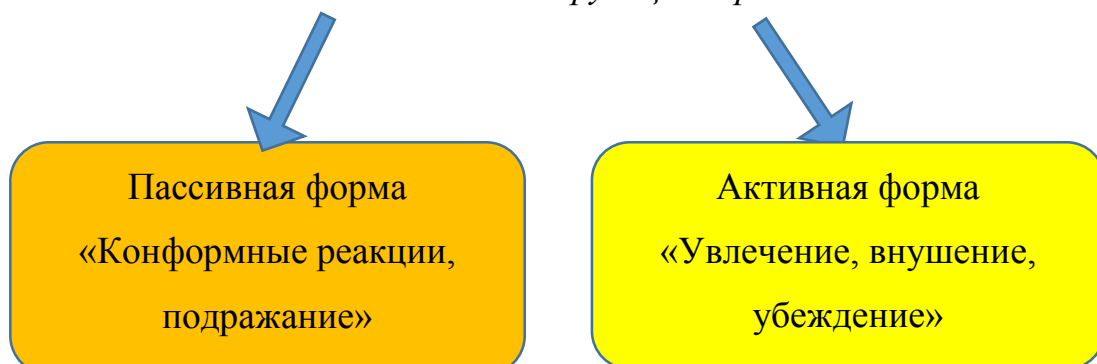 Пассивная форма
«Конформные реакции,
подражание»
Активная форма
«Увлечение, внушение,
убеждение»